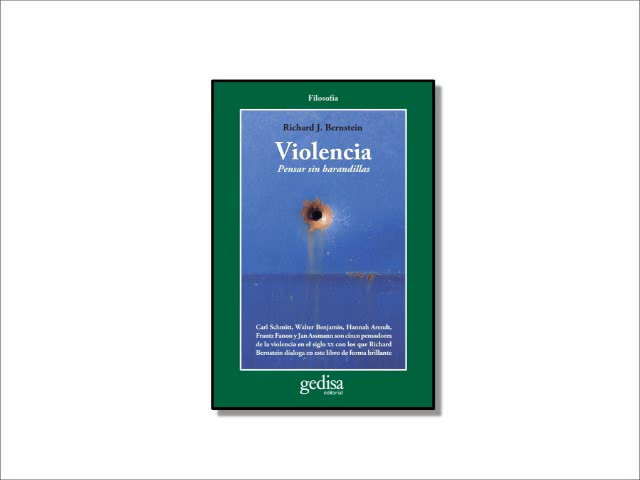 Filosofía
Richard J. Bernstein
Violencia
Pensar sin barandillas
Carl Schmitt, Walter Benjamin, Hannah Arendt,
Frantz Fanon y Jan Assmann son cinco pensadores
de la violencia en el siglo XX con los que Richard
Bernstein dialoga en este libro de forma brillante
gedisa
editorial